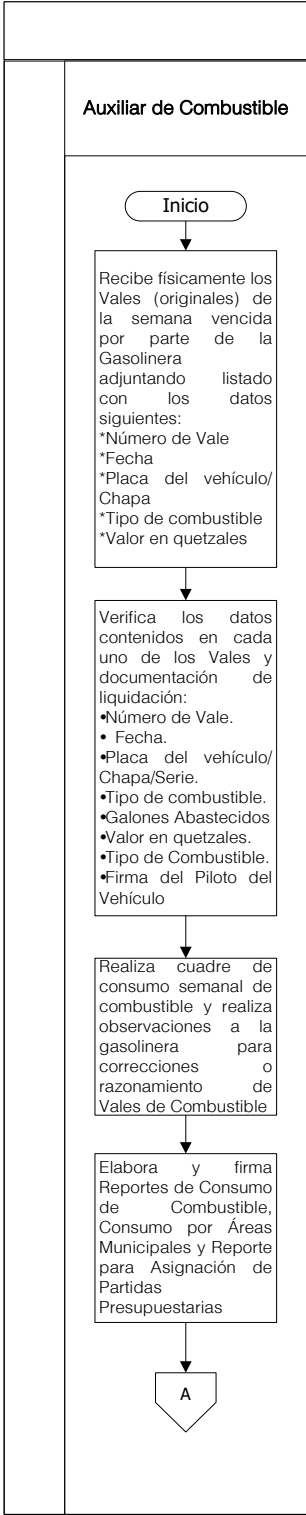 Auxiliar de Combustible
Inicio
Recibe físicamente los
Vales (originales) de
la semana vencida
por parte de la
Gasolinera
adjuntando listado
con los datos
siguientes:
*Número de Vale
*Fecha
*Placa del vehículo/
Chapa
*Tipo de combustible
*Valor en quetzales
Verifica los datos
contenidos en cada
uno de los Vales y
documentación de
liquidación:
•Número de Vale.
• Fecha.
•Placa del vehículo/
Chapa/Serie.
•Tipo de combustible.
•Galones Abastecidos
•Valor en quetzales.
•Tipo de Combustible.
•Firma del Piloto del
Vehículo
Realiza cuadre de
consumo semanal de
combustible y realiza
observaciones a la
gasolinera para
correcciones o
razonamiento de
Vales de Combustible
Elabora y firma
Reportes de Consumo
de Combustible,
Consumo por Áreas
Municipales y Reporte
para Asignación de
Partidas
Presupuestarias
A